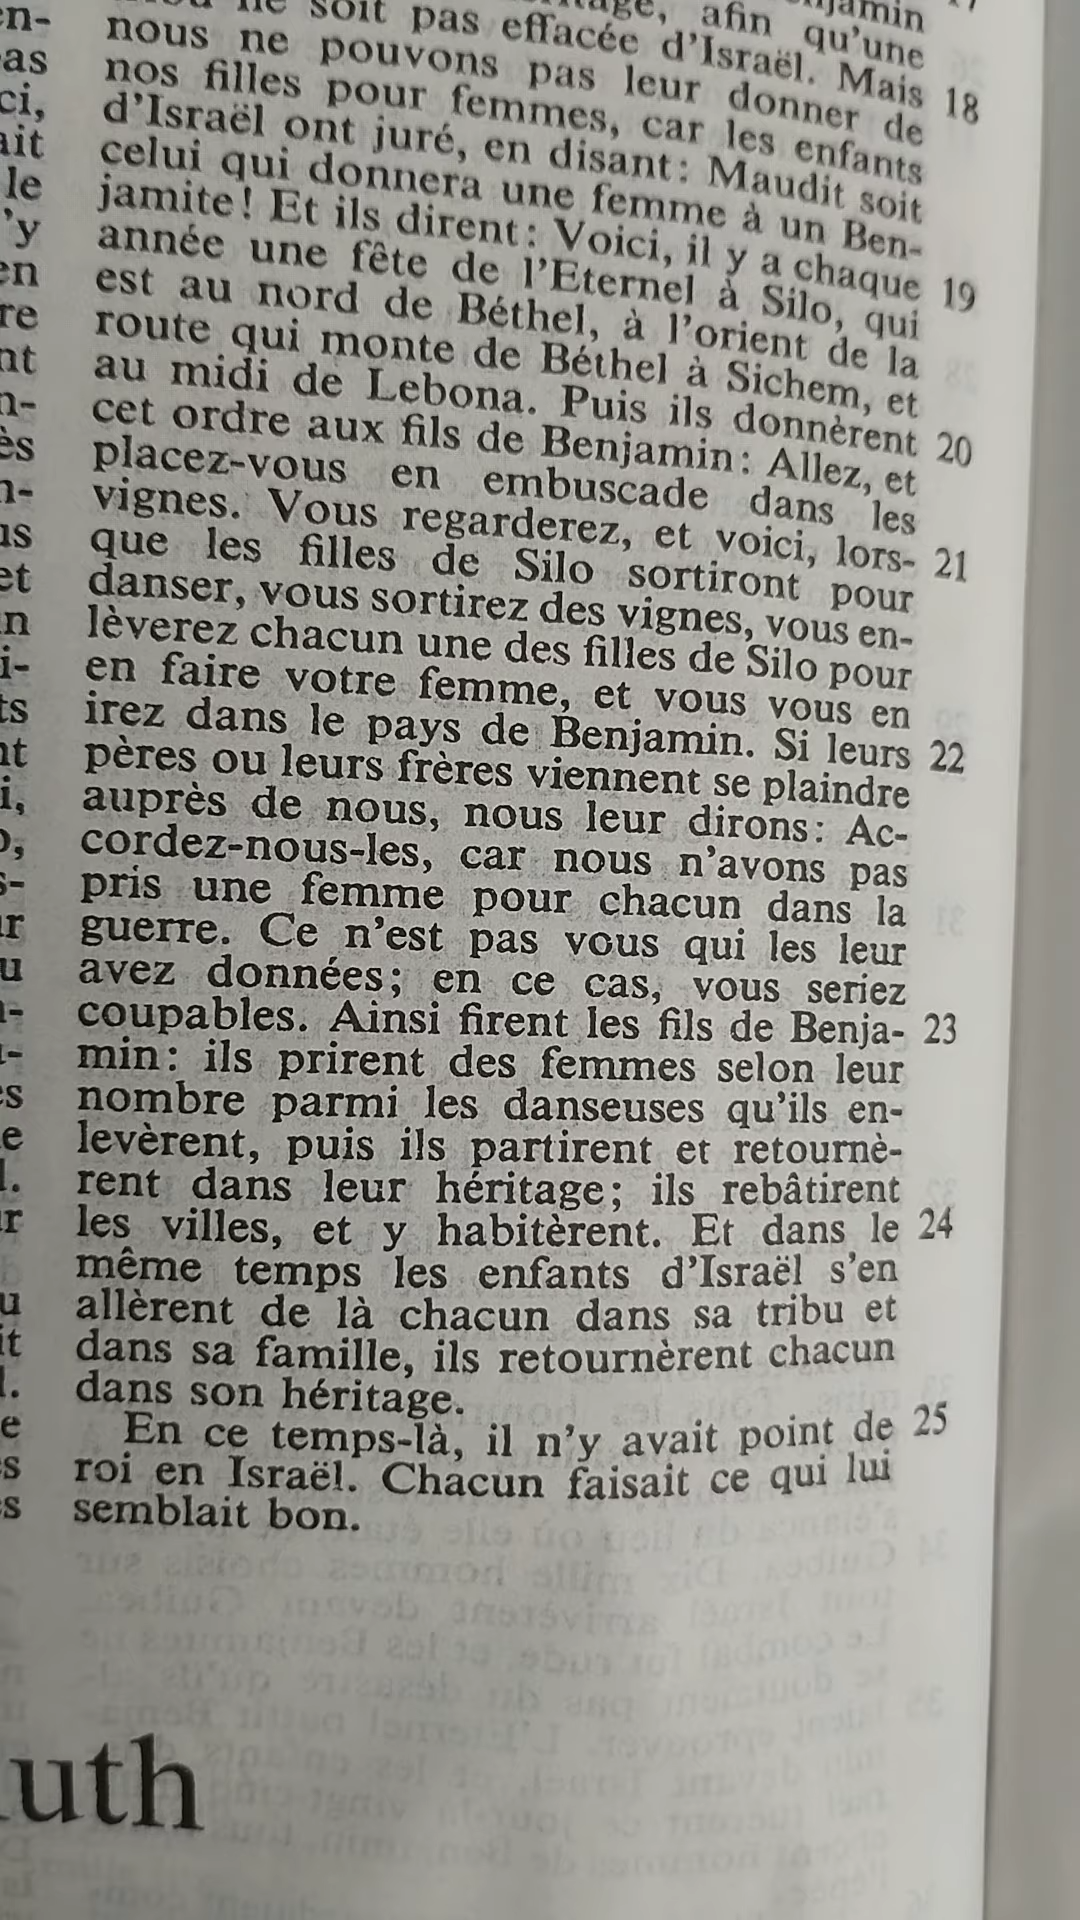 soit pas effacée d'Israël. Mais
afin qu'une
nous ne pouvons pas leur donner de 18
nos filles pour femmes, car les enfants
d'Israël ont juré, en disant: Maudit soit
celui qui donnera une femme à un Ben-
jamite! Et ils dirent: Voici, il y a chaque 19
année une fête de l'Eternel à Silo, qui
est au nord de Béthel, à l'orient de la
route qui monte de Béthel à Sichem, et
au midi de Lebona. Puis ils donnèrent 20
cet ordre aux fils de Benjamin: Allez, et
placez-vous en embuscade dans les
vignes. Vous regarderez, et voici, lors- 21
que les filles de Silo sortiront pour
danser, vous sortirez des vignes, vous en-
lèverez chacun une des filles de Silo pour
en faire votre femme, et vous vous en
irez dans le pays de Benjamin. Si leurs 22
pères ou leurs frères viennent se plaindre
auprès de nous, nous leur dirons: Ac-
cordez-nous-les, car nous n'avons pas
pris une femme pour chacun dans la
guerre. Ce n'est pas vous qui les leur
avez données; en ce cas, vous seriez
coupables. Ainsi firent les fils de Benja- 23
min: ils prirent des femmes selon leur
nombre parmi les danseuses qu'ils en-
levèrent, puis ils partirent et retournè-
rent dans leur héritage; ils rebâtirent
les villes, et y habitèrent. Et dans le 24
même temps les enfants d'Israël s'en
allèrent de là chacun dans sa tribu et
dans sa famille, ils retournèrent chacun
dans son héritage.
En ce temps-là, il n'y avait point de 25
roi en Israël. Chacun faisait ce qui lui
semblait bon.
uth